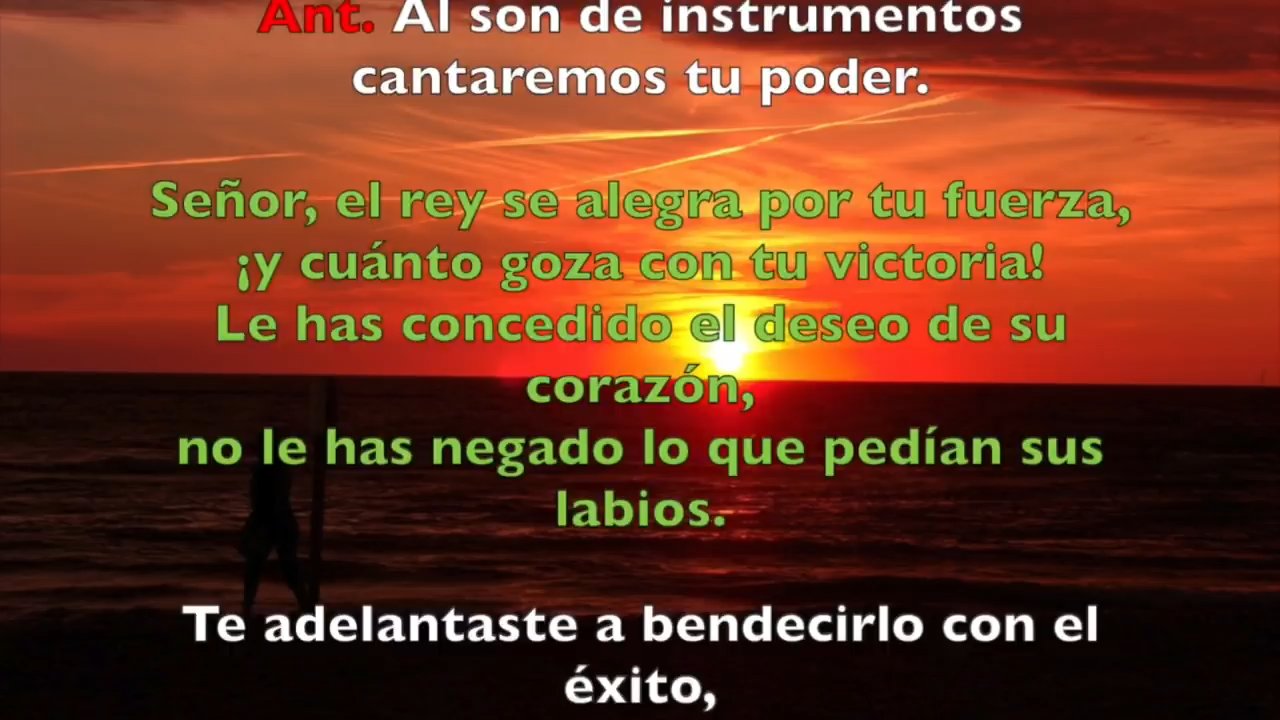 Ant. Al son de instrumentos
cantaremos tu poder.
Señor, el rey se alegra por tu fuerza,
¡y cuánto goza con tu victoria!
Le has concedido el deseo de su
corazón,
no le has negado lo que pedían sus
labios.
Te adelantaste a bendecirlo con el
éxito,